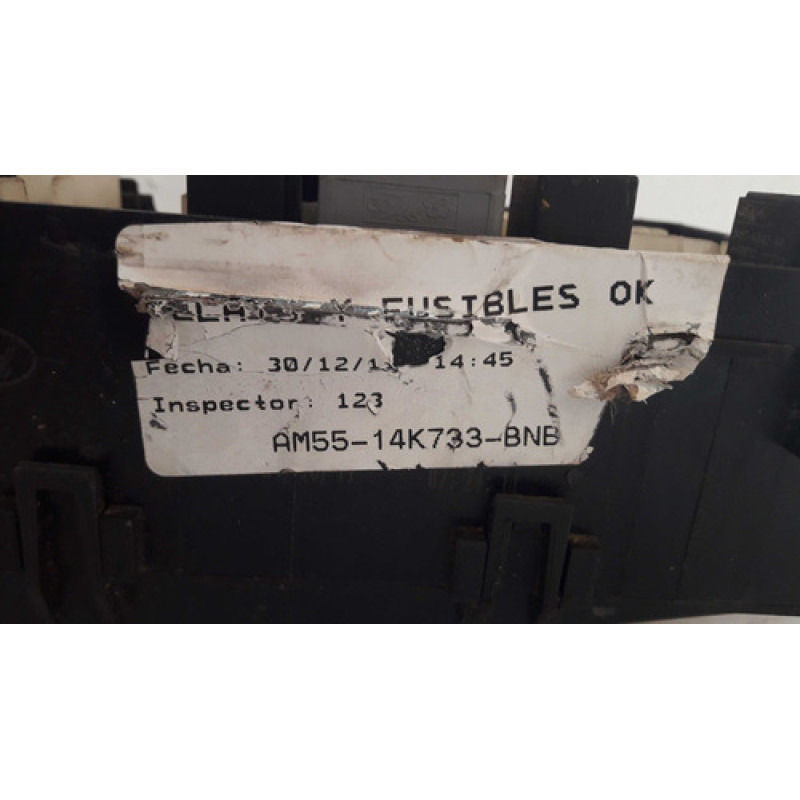 FUSIBLES OK
Fecha: 30/12/1 14:45
Inspector: 123
AM55-14K733-BNB